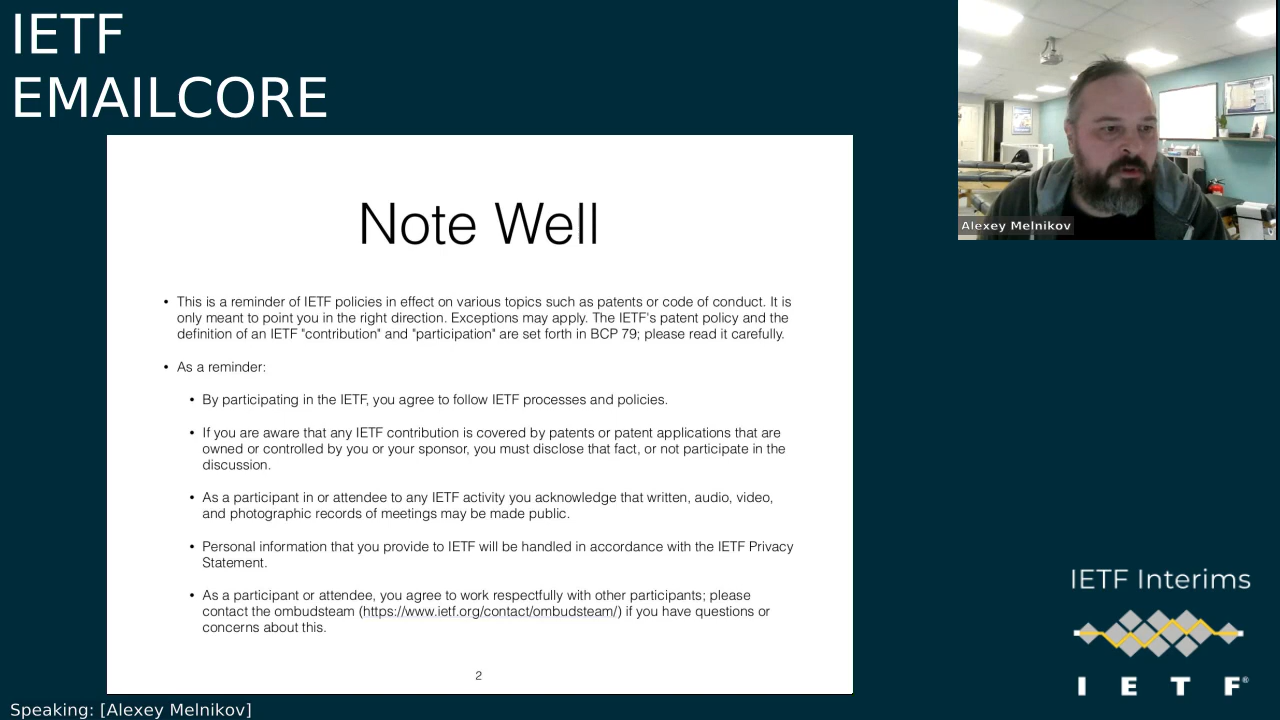 IETF
EMAILCORE
Alexey Melnikov
Note Well
• This is a reminder of IETF policies in effect on various topics such as patents or code of conduct. It is
only meant to point you in the right direction. Exceptions may apply. The IETF's patent policy and the
definition of an IETF "contribution" and "participation" are set forth in BCP 79; please read it carefully.
• As a reminder:
• By participating in the IETF, you agree to follow IETF processes and policies.
• If you are aware that any IETF contribution is covered by patents or patent applications that are
owned or controlled by you or your sponsor, you must disclose that fact, or not participate in the
discussion.
• As a participant in or attendee to any IETF activity you acknowledge that written, audio, video,
and photographic records of meetings may be made public.
• Personal information that you provide to IETF will be handled in accordance with the IETF Privacy
Statement.
• As a participant or attendee, you agree to work respectfully with other participants; please
contact the ombudsteam (https://www.ietf.org/contact/ombudsteam/) if you have questions or
concerns about this.
2
IETF Interims
I E T F®
Speaking: [Alexey Melnikov]